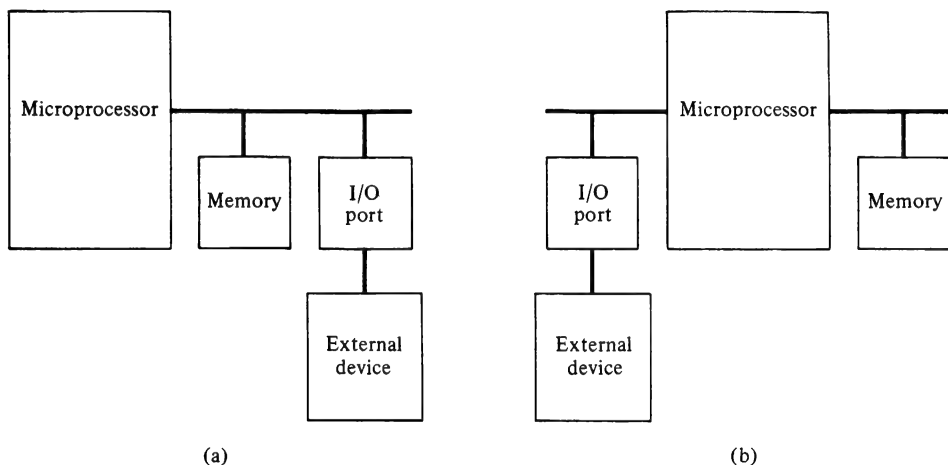 Microprocessor
Memory
I/O
port
External
device
(a)
I/O
port
Microprocessor
Memory
External
device
(b)